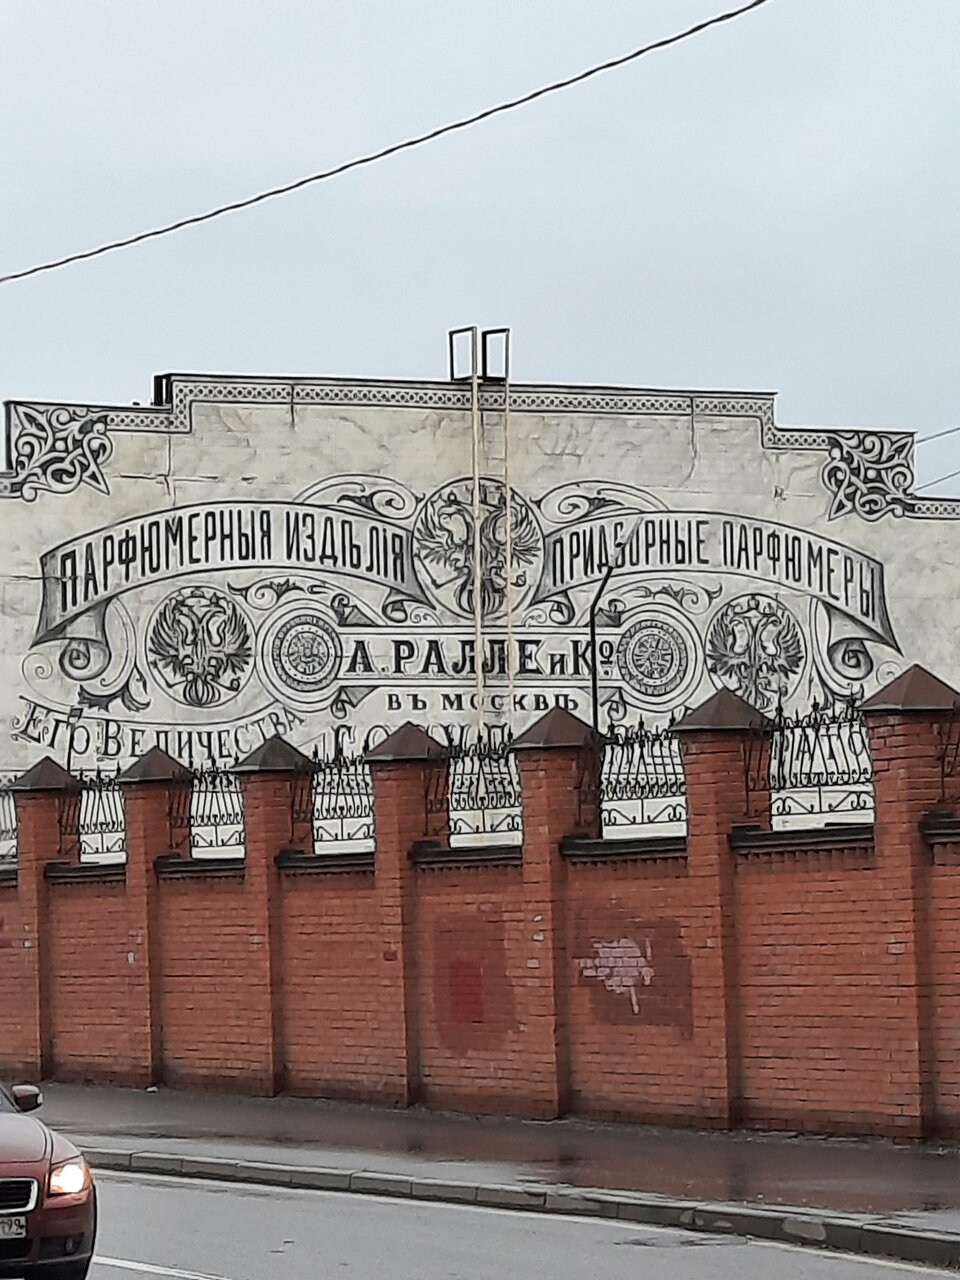 ПАРФЮМЕРНЫЯ ИЗДѢЛІЯ
ПРИДВОРНЫЕ ПАРФЮМЕРЫ
А. РАЛЛЕ и Ко
ВЪ МОСКВѢ
ЕГО ВЕЛИЧЕСТВА